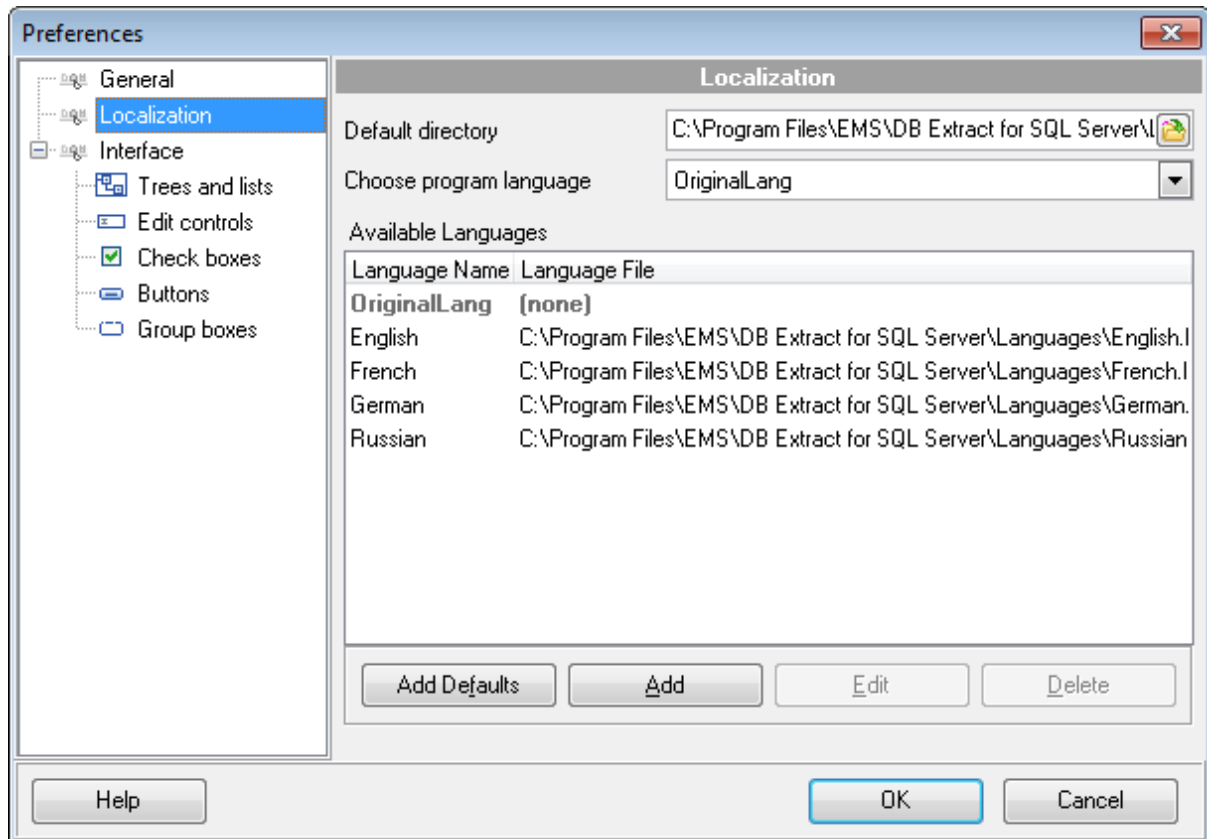 Preferences
General
Localization
Interface
Trees and lists
Edit controls
Check boxes
Buttons
Group boxes
Localization
Default directory C:\Program Files\EMS\DB Extract for SQL Server\L
Choose program language OriginalLang
Available Languages
Language Name Language File
OriginalLang (none)
English C:\Program Files\EMS\DB Extract for SQL Server\Languages\English.l
French C:\Program Files\EMS\DB Extract for SQL Server\Languages\French.l
German C:\Program Files\EMS\DB Extract for SQL Server\Languages\German.
Russian C:\Program Files\EMS\DB Extract for SQL Server\Languages\Russian
Add Defaults Add Edit Delete
Help OK Cancel